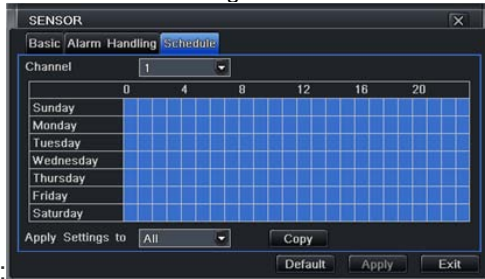 SENSOR
Basic Alarm Handling Schedule
Channel 1
0 4 8 12 16 20
Sunday
Monday
Tuesday
Wednesday
Thursday
Friday
Saturday
Apply Settings to All Copy
Default Apply Exit